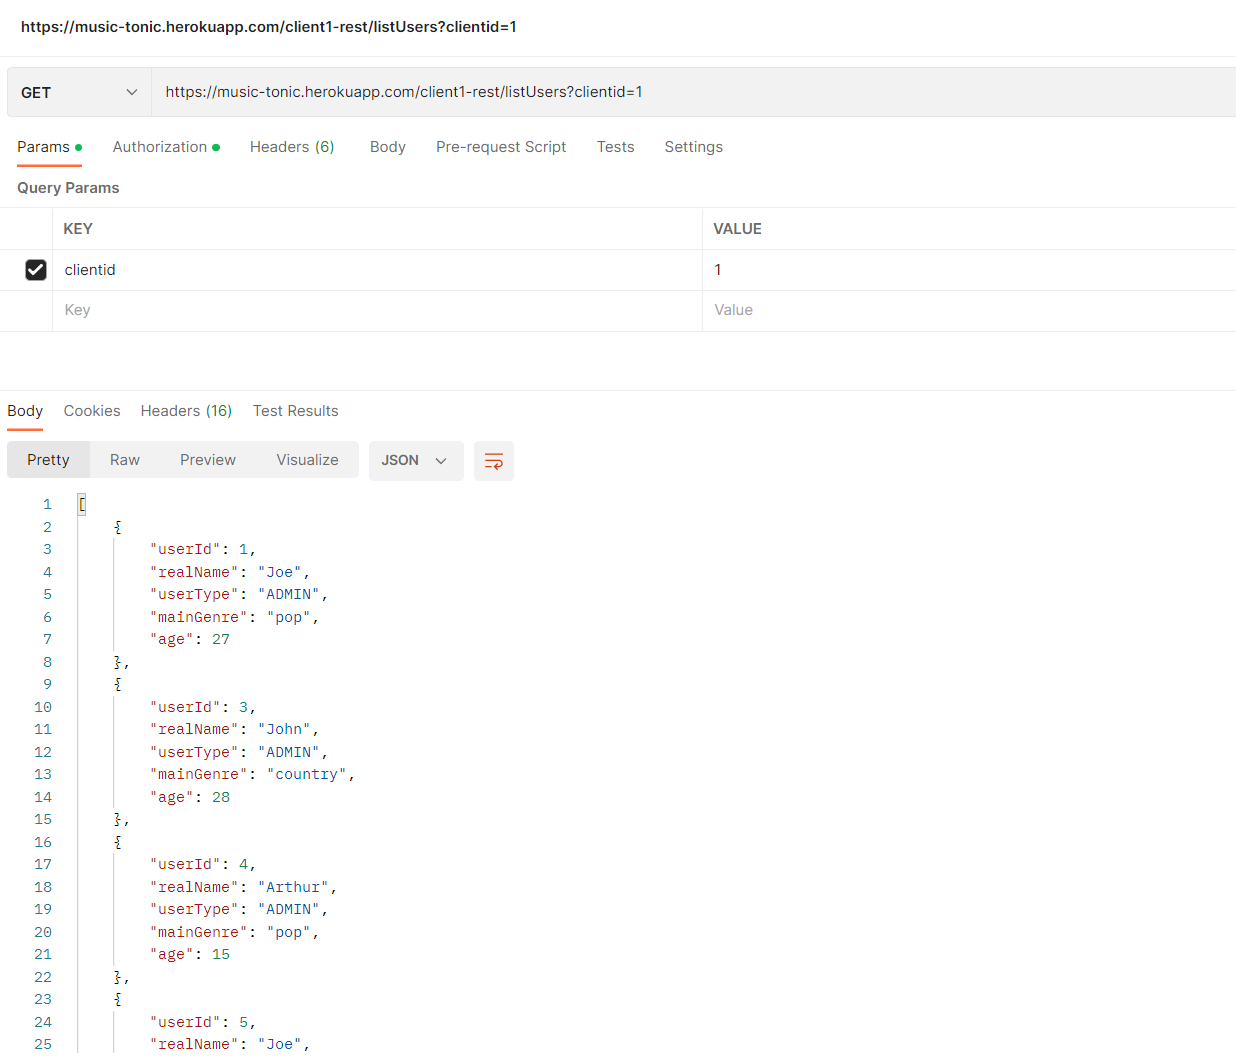 https://music-tonic.herokuapp.com/client1-rest/listUsers?clientid=1
GET https://music-tonic.herokuapp.com/client1-rest/listUsers?clientid=1
Params Authorization Headers (6) Body Pre-request Script Tests Settings
Query Params
KEY VALUE
clientid 1
Key Value
Body Cookies Headers (16) Test Results
Pretty Raw Preview Visualize JSON
1 [
2 {
3 "userId": 1,
4 "realName": "Joe",
5 "userType": "ADMIN",
6 "mainGenre": "pop",
7 "age": 27
8 },
9 {
10 "userId": 3,
11 "realName": "John",
12 "userType": "ADMIN",
13 "mainGenre": "country",
14 "age": 28
15 },
16 {
17 "userId": 4,
18 "realName": "Arthur",
19 "userType": "ADMIN",
20 "mainGenre": "pop",
21 "age": 15
22 },
23 {
24 "userId": 5,
25 "realName": "Joe",